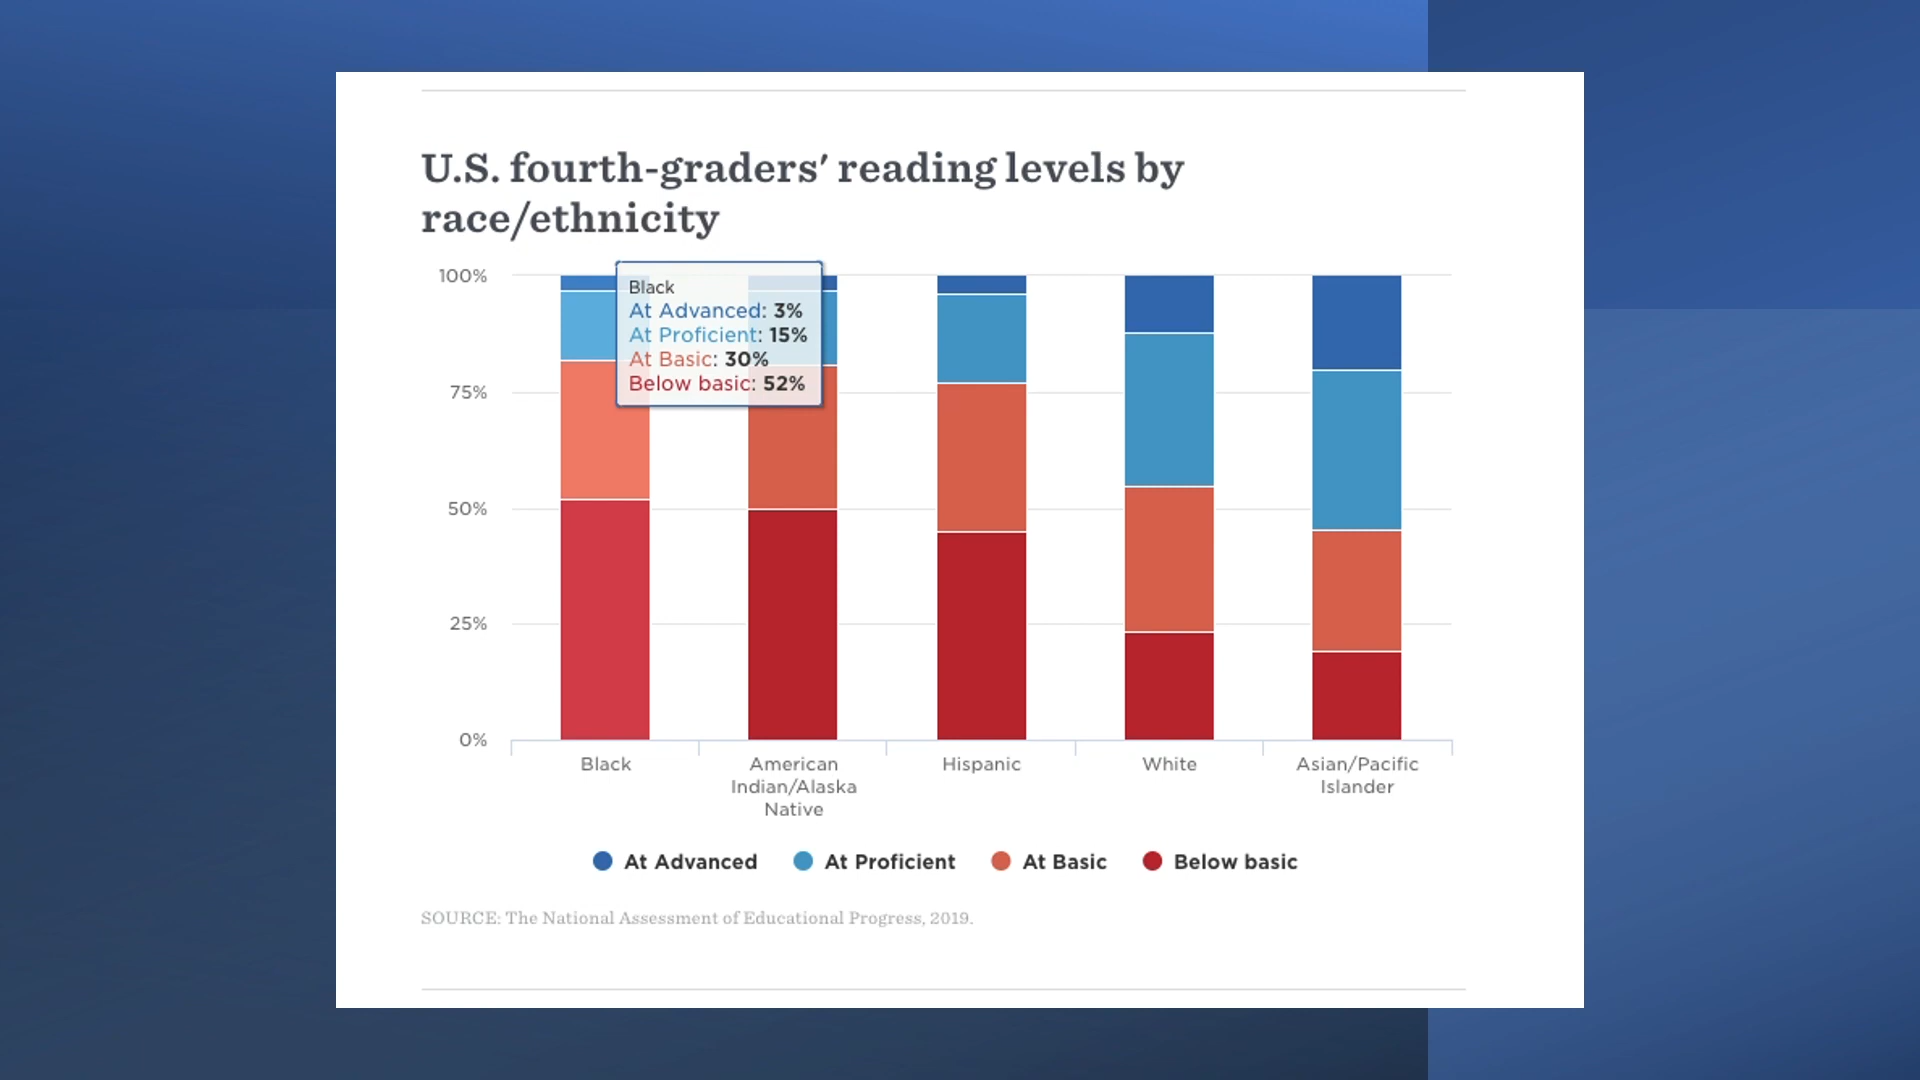 U.S. fourth-graders' reading levels by
race/ethnicity
100%
75%
50%
25%
0%
Black
At Advanced: 3%
At Proficient: 15%
At Basic: 30%
Below basic: 52%
Black
American
Indian/Alaska
Native
Hispanic
White
Asian/Pacific
Islander
At Advanced
At Proficient
At Basic
Below basic
SOURCE: The National Assessment of Educational Progress, 2019.